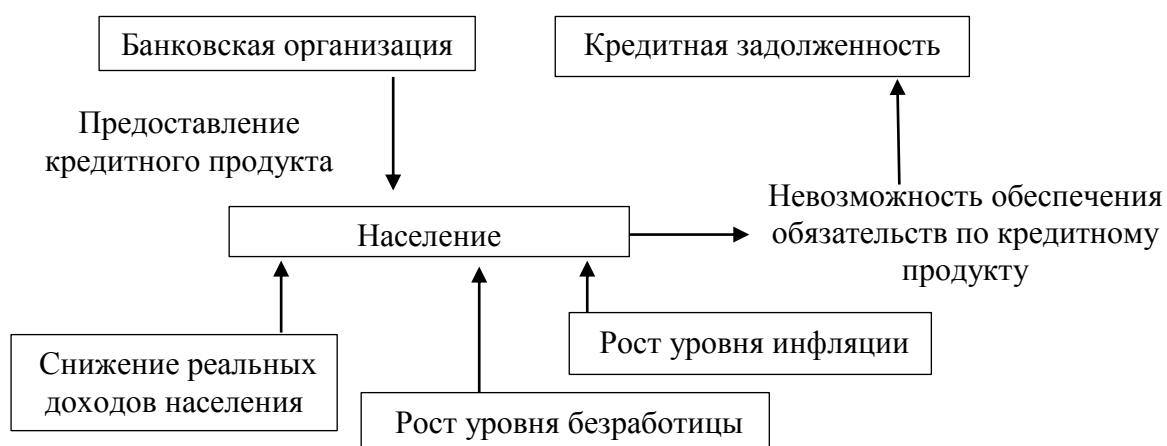 Банковская организация
Кредитная задолженность
Предоставление
кредитного продукта
Население
Невозможность обеспечения
обязательств по кредитному
продукту
Снижение реальных
доходов населения
Рост уровня безработицы
Рост уровня инфляции